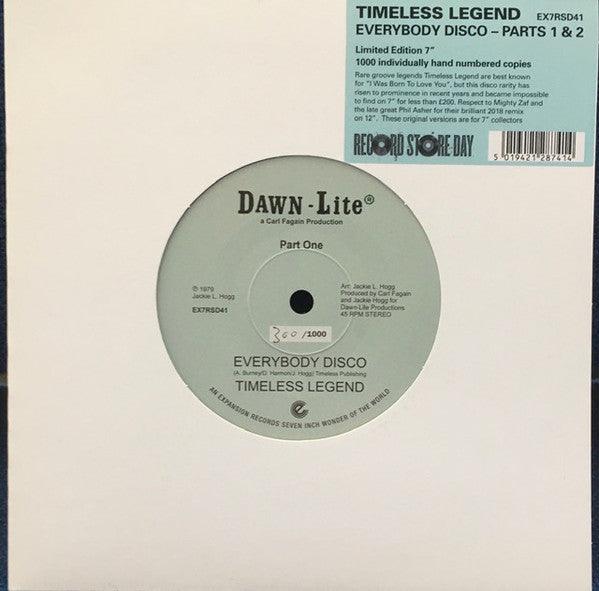 TIMELESS LEGEND EX7RSD41
EVERYBODY DISCO – PARTS 1 & 2
Limited Edition 7"
1000 individually hand numbered copies
Rare groove legends Timeless Legend are best known
for "I Was Born To Love You", but this disco rarity has
risen to prominence in recent years and became impossible
to find on 7" for less than £200. Respect to Mighty Zaf and
the late great Phil Asher for their brilliant 2018 remix
on 12". These original versions are for 7" collectors
RECORD STORE DAY
5 019421 287414
DAWN-LITE®
a Carl Fagain Production
Part One
℗ 1979
Jackie L. Hogg
EX7RSD41
Art: Jackie L. Hogg
Produced by Carl Fagain
and Jackie Hogg for
Dawn-Lite Productions
45 RPM STEREO
300 /1000
EVERYBODY DISCO
(A. Burney/D. Harmon/J. Hogg) Timeless Publishing
TIMELESS LEGEND
AN EXPANSION RECORDS SEVEN INCH WONDER OF THE WORLD